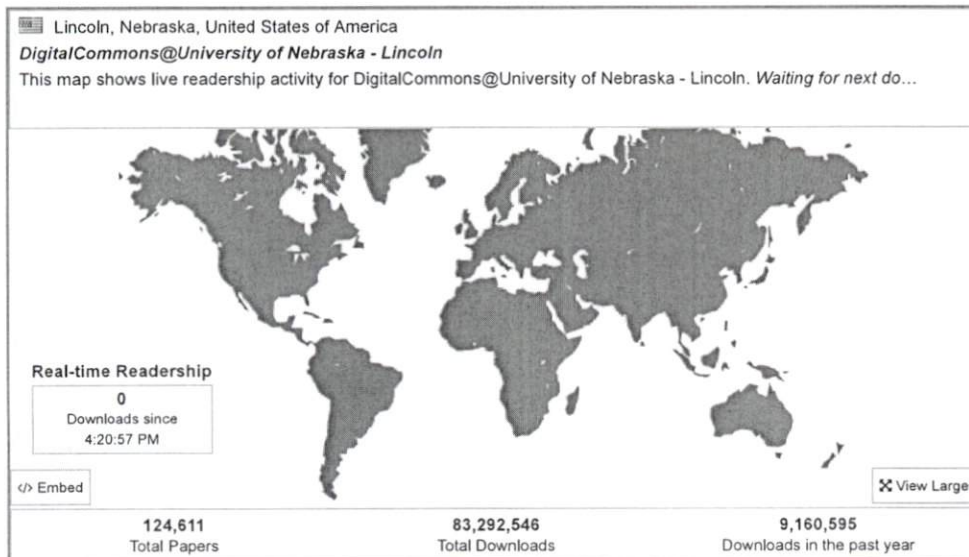 Lincoln, Nebraska, United States of America
DigitalCommons@University of Nebraska - Lincoln
This map shows live readership activity for DigitalCommons@University of Nebraska - Lincoln. Waiting for next do…
Real-time Readership
0
Downloads since
4:20:57 PM
</> Embed
View Large
124,611
Total Papers
83,292,546
Total Downloads
9,160,595
Downloads in the past year